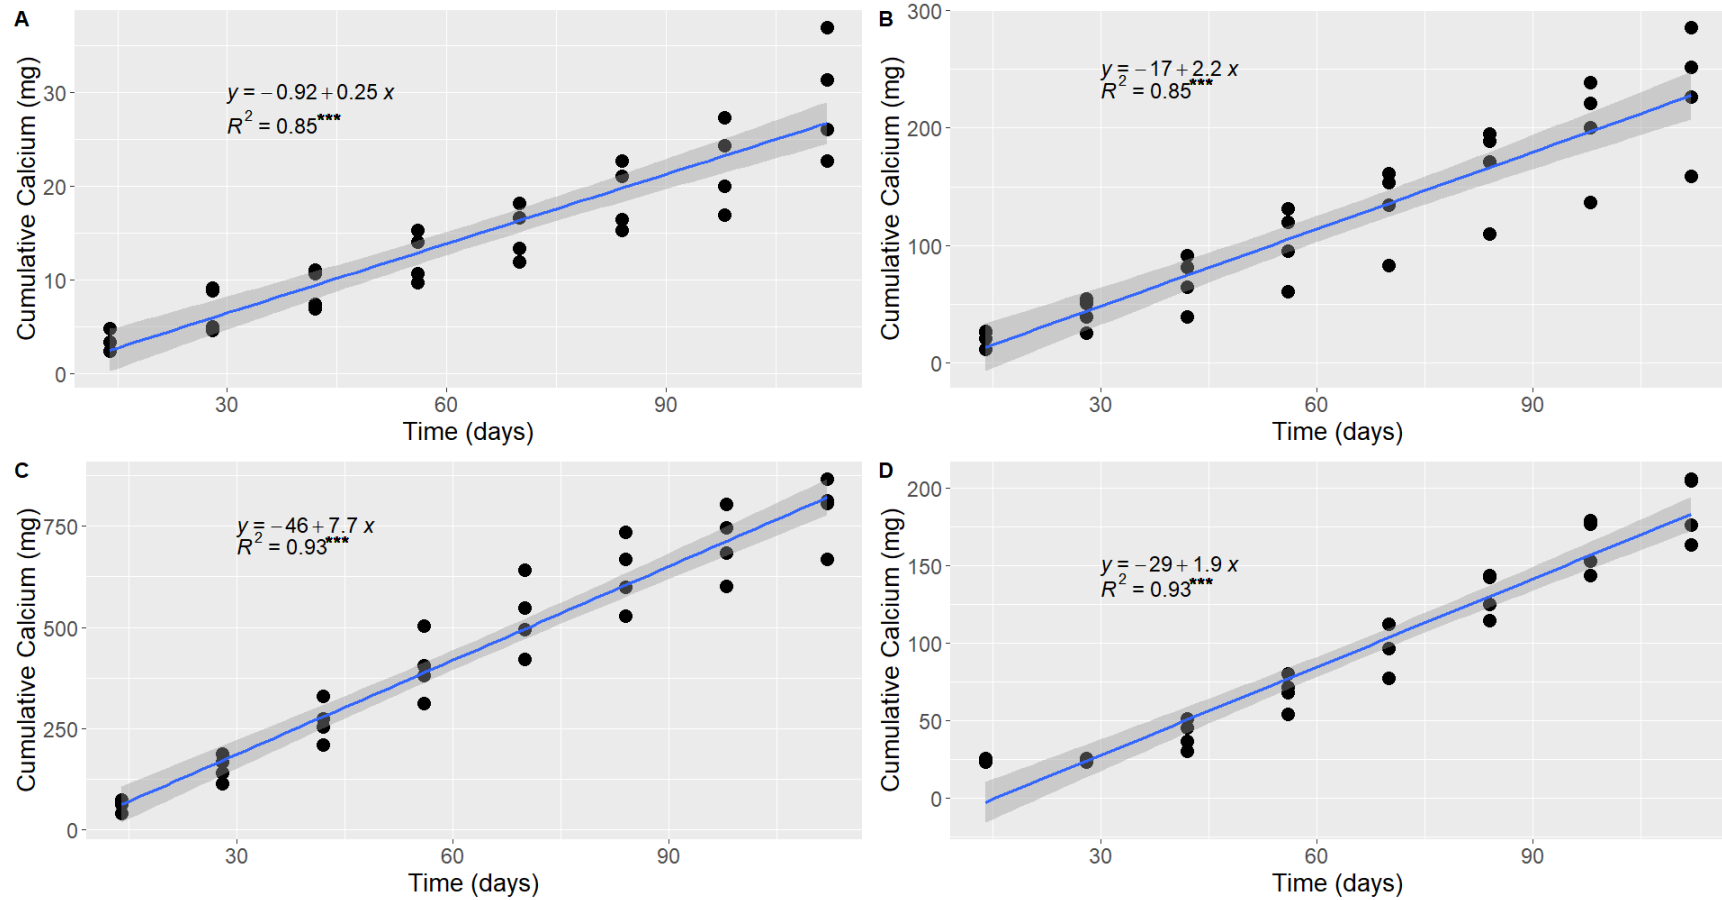 A
Cumulative Calcium (mg)
30
20
10
0
y = −0.92 + 0.25 x
R² = 0.85***
30 60 90
Time (days)
B
Cumulative Calcium (mg)
300
200
100
0
y = −17 + 2.2 x
R² = 0.85***
30 60 90
Time (days)
C
Cumulative Calcium (mg)
750
500
250
0
y = −46 + 7.7 x
R² = 0.93***
30 60 90
Time (days)
D
Cumulative Calcium (mg)
200
150
100
50
0
y = −29 + 1.9 x
R² = 0.93***
30 60 90
Time (days)